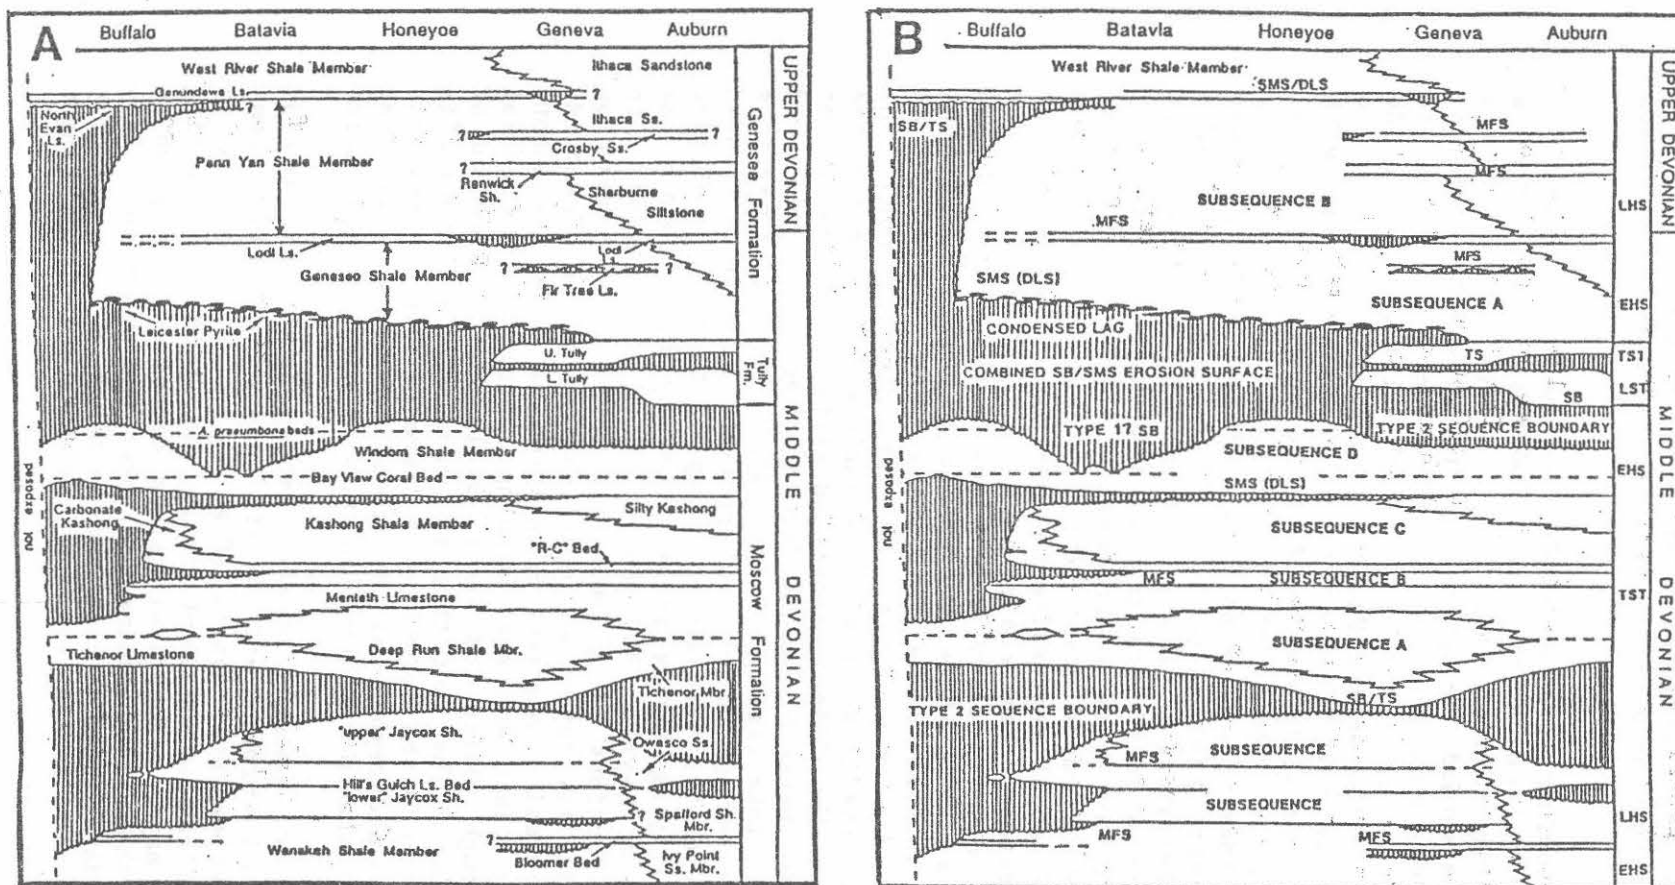 A
Buffalo Batavia Honeyoe Geneva Auburn
West River Shale Member
Ithaca Sandstone
Genundewa Ls.
?
?
North
Evan
Ls.
Ithaca Ss.
?
?
Crosby Ss.
Penn Yan Shale Member
?
Renwick
Sh.
Sherburne
Siltstone
Lodi Ls.
Lodi
Geneseo Shale Member
?
?
Fir Tree Ls.
Leicester Pyrite
U. Tully
L. Tully
A. praeumbona beds
Windom Shale Member
Bay View Coral Bed
not exposed
Carbonate
Kashong
Kashong Shale Member
Silty Kashong
"R-C" Bed
Menteth Limestone
Deep Run Shale Mbr.
Tichenor Limestone
Tichenor Mbr
"upper" Jaycox Sh.
Owasco Ss.
Hill's Gulch Ls. Bed
"lower" Jaycox Sh.
?
Spafford Sh.
Mbr.
Wanakah Shale Member
?
Bloomer Bed
Ivy Point
Ss. Mbr.
Genesee Formation
Tully
Fm.
Moscow Formation
UPPER DEVONIAN
MIDDLE DEVONIAN
B
Buffalo Batavia Honeyoe Geneva Auburn
West River Shale Member
SMS/DLS
SB/TS
MFS
MFS
SUBSEQUENCE B
MFS
MFS
SMS (DLS)
SUBSEQUENCE A
CONDENSED LAG
TS
COMBINED SB/SMS EROSION SURFACE
SB
TYPE 1? SB
TYPE 2 SEQUENCE BOUNDARY
SUBSEQUENCE D
not exposed
SMS (DLS)
SUBSEQUENCE C
MFS
SUBSEQUENCE B
SUBSEQUENCE A
SB/TS
TYPE 2 SEQUENCE BOUNDARY
SUBSEQUENCE
MFS
SUBSEQUENCE
MFS
MFS
LHS
EHS
TST
LST
EHS
TST
LHS
EHS
UPPER DEVONIAN
MIDDLE DEVONIAN